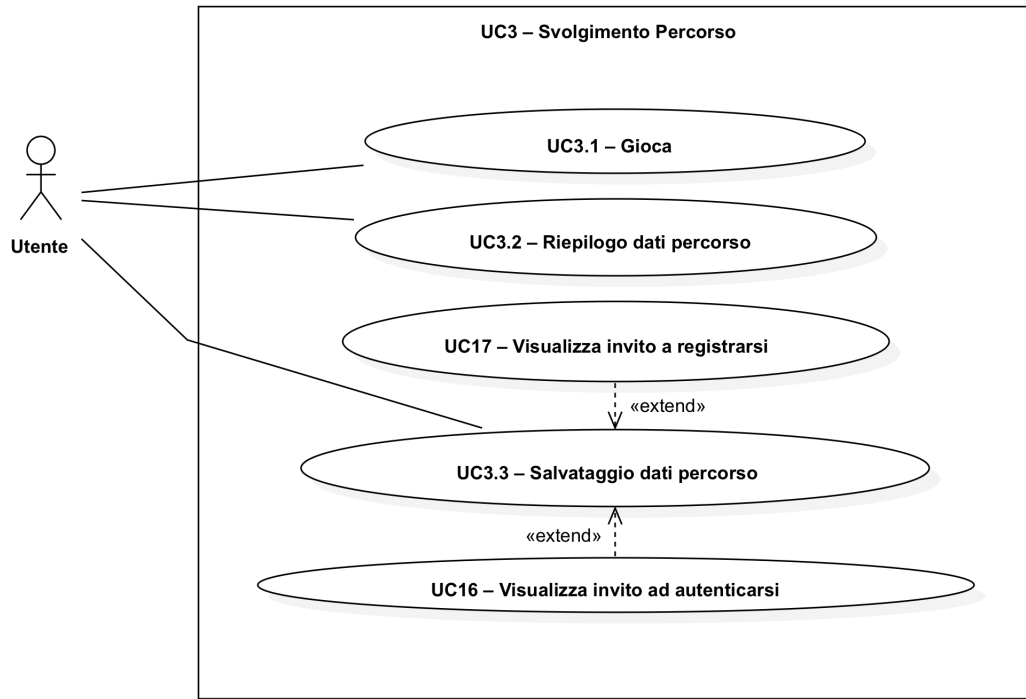 UC3 – Svolgimento Percorso
UC3.1 – Gioca
Utente
UC3.2 – Riepilogo dati percorso
UC17 – Visualizza invito a registrarsi
«extend»
UC3.3 – Salvataggio dati percorso
«extend»
UC16 – Visualizza invito ad autenticarsi